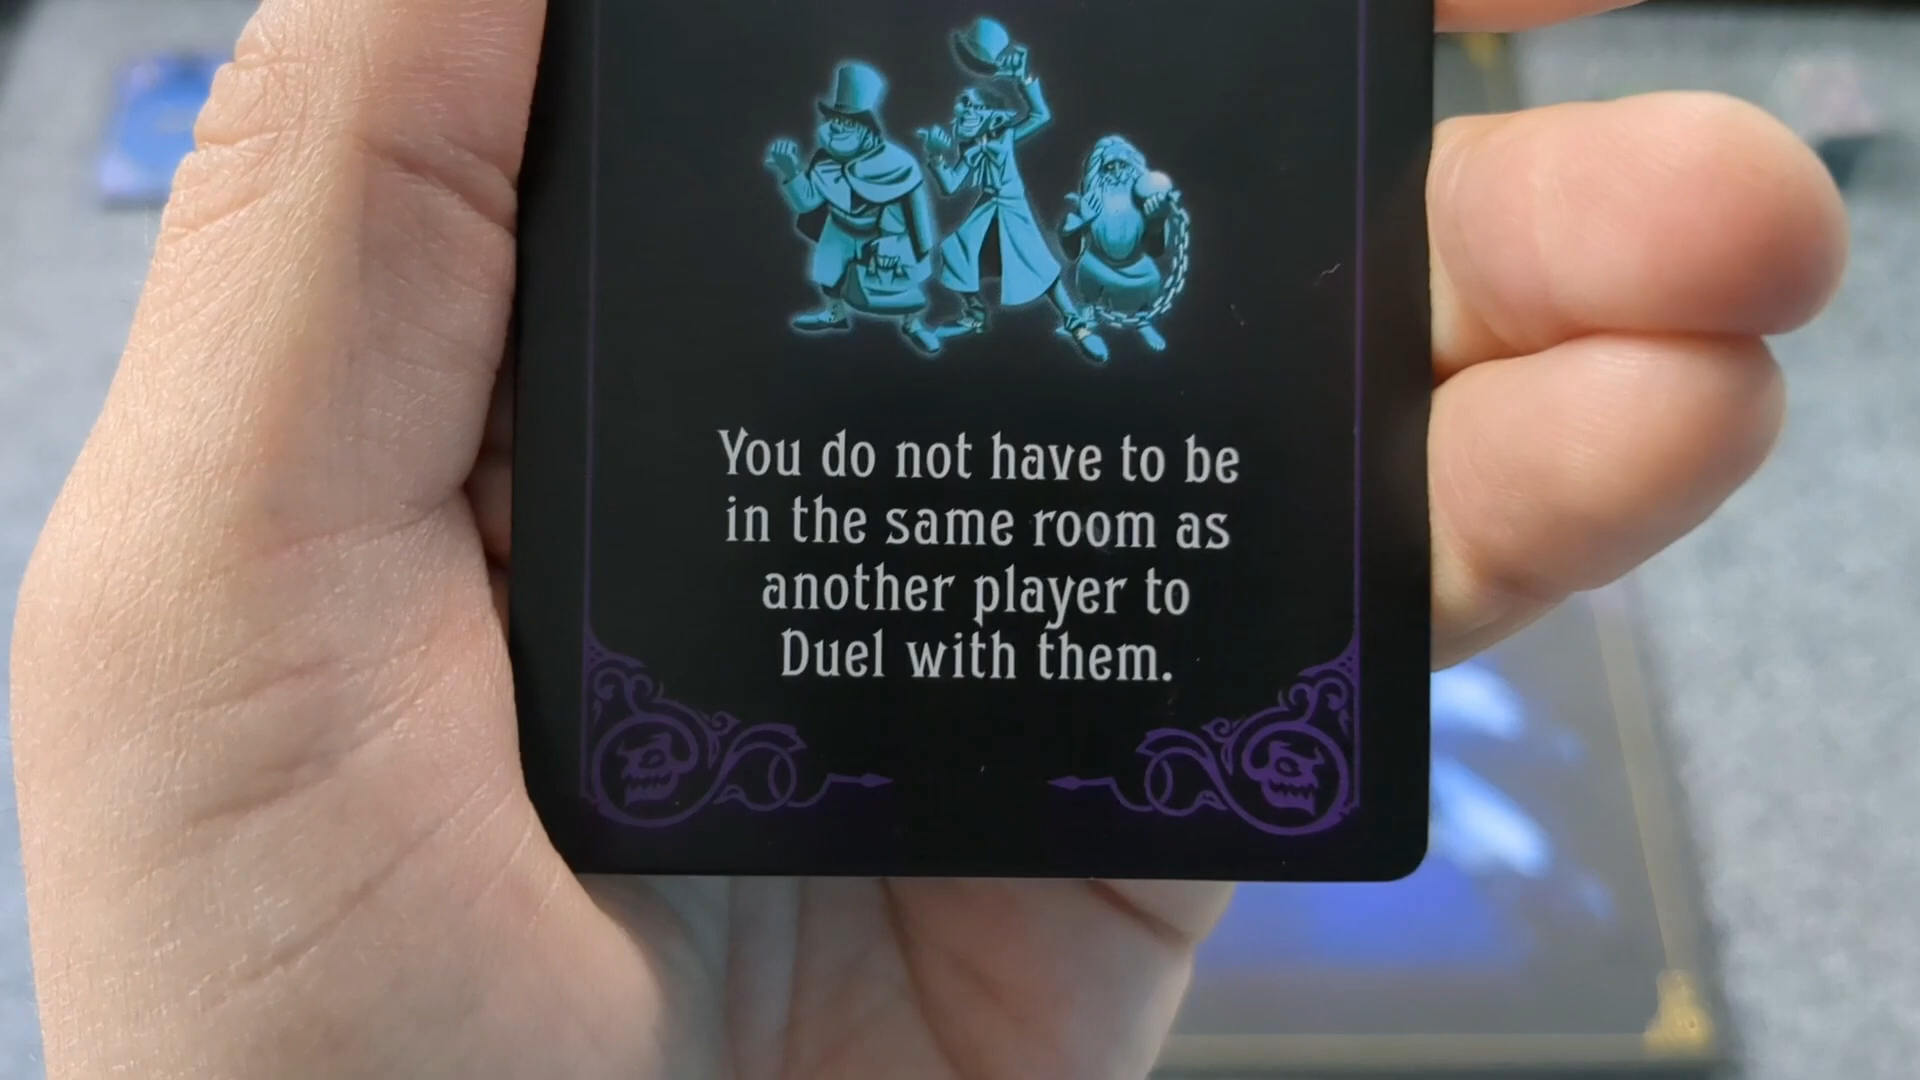 You do not have to be
in the same room as
another player to
Duel with them.